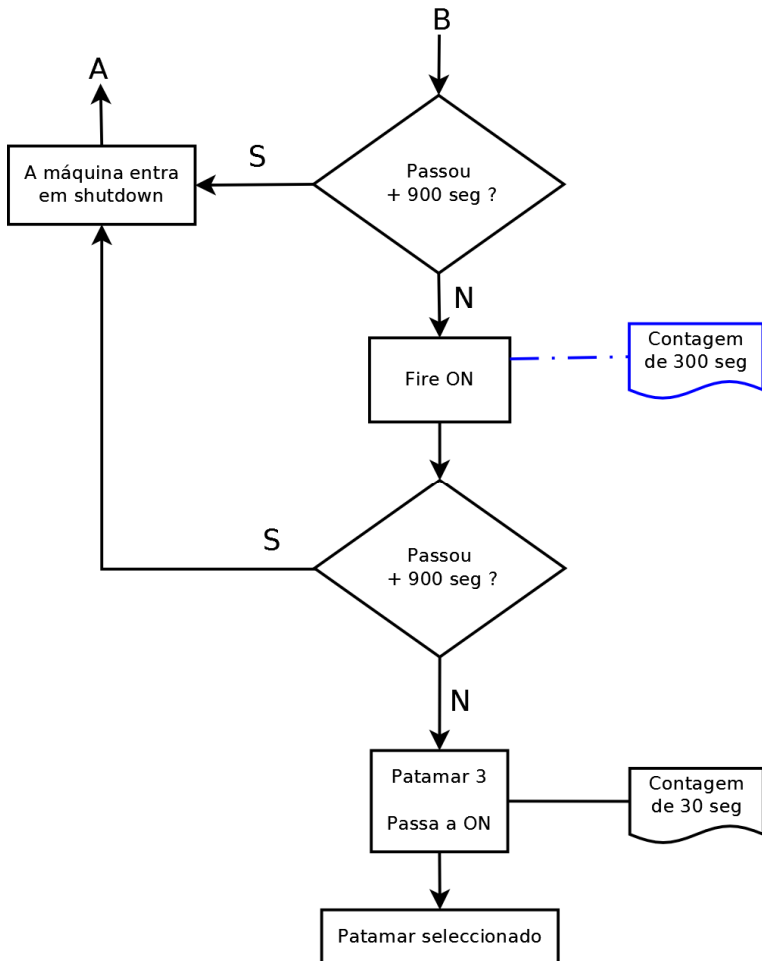 B
A
S
Passou
+ 900 seg ?
A máquina entra
em shutdown
N
Contagem
de 300 seg
Fire ON
S
Passou
+ 900 seg ?
N
Patamar 3
Passa a ON
Contagem
de 30 seg
Patamar seleccionado